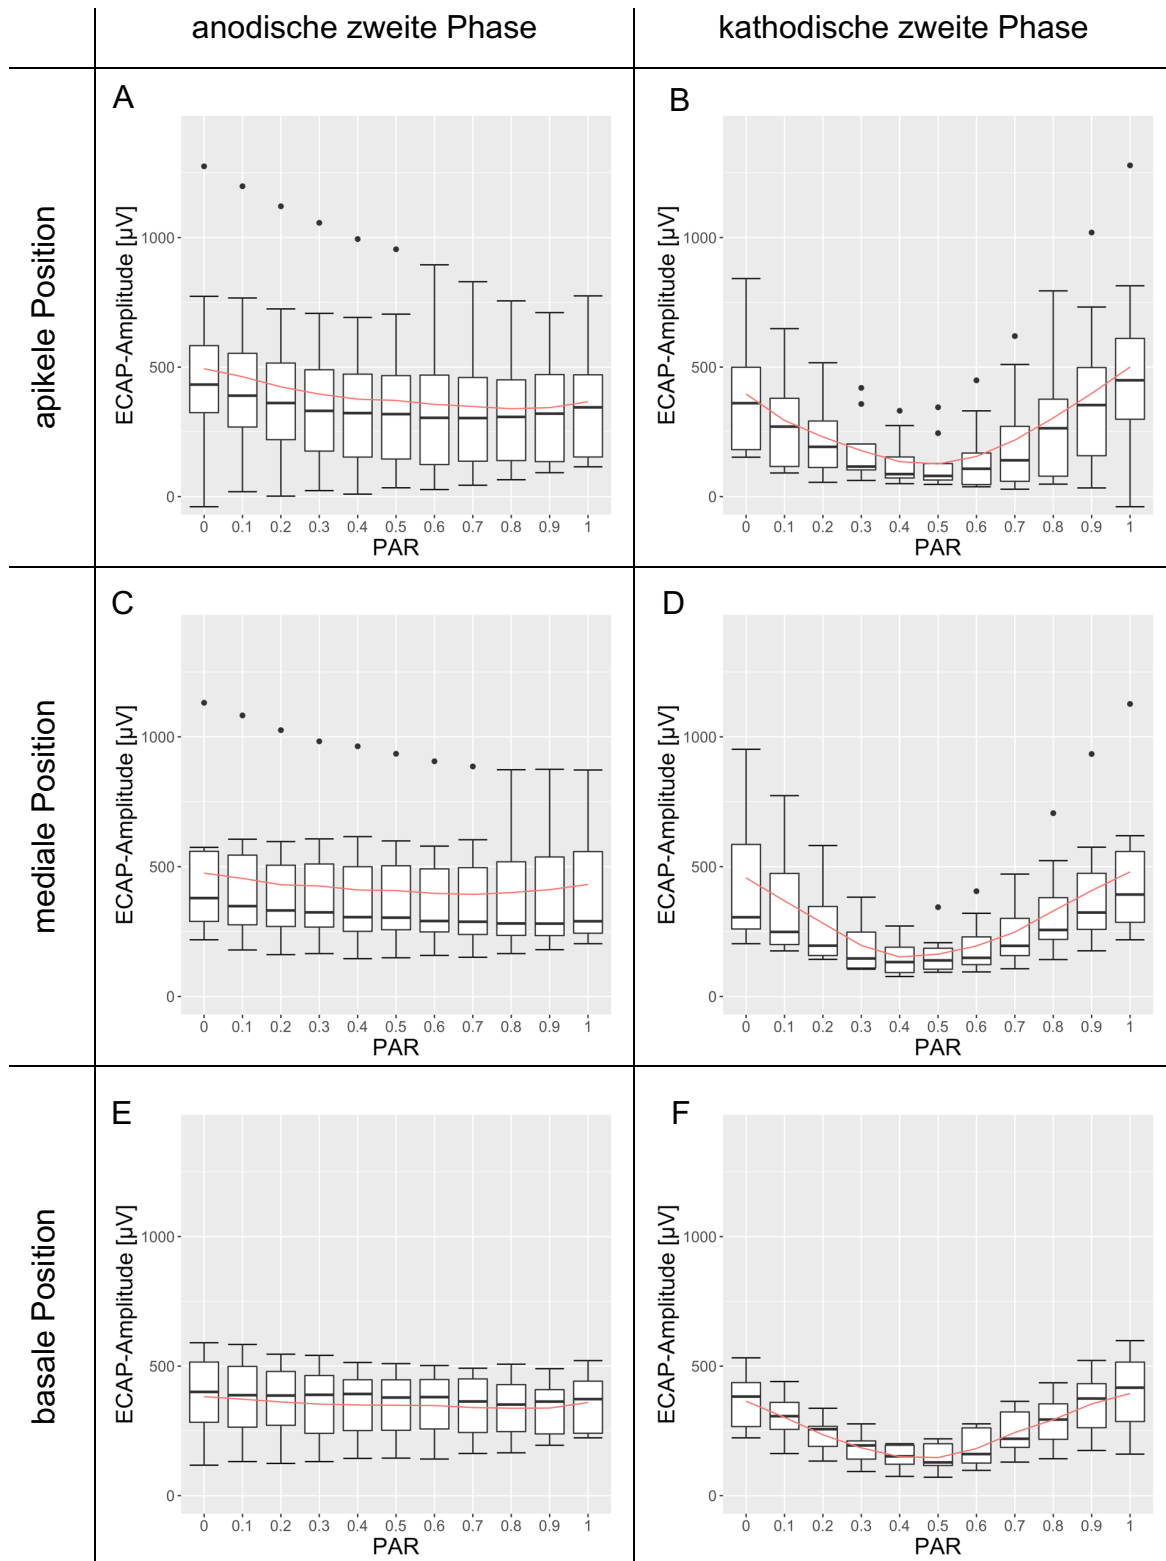 anodische zweite Phase
kathodische zweite Phase
apikele Position
A
ECAP-Amplitude [µV]
1000
500
0
0 0.1 0.2 0.3 0.4 0.5 0.6 0.7 0.8 0.9 1
PAR
B
ECAP-Amplitude [µV]
1000
500
0
0 0.1 0.2 0.3 0.4 0.5 0.6 0.7 0.8 0.9 1
PAR
mediale Position
C
ECAP-Amplitude [µV]
1000
500
0
0 0.1 0.2 0.3 0.4 0.5 0.6 0.7 0.8 0.9 1
PAR
D
ECAP-Amplitude [µV]
1000
500
0
0 0.1 0.2 0.3 0.4 0.5 0.6 0.7 0.8 0.9 1
PAR
basale Position
E
ECAP-Amplitude [µV]
1000
500
0
0 0.1 0.2 0.3 0.4 0.5 0.6 0.7 0.8 0.9 1
PAR
F
ECAP-Amplitude [µV]
1000
500
0
0 0.1 0.2 0.3 0.4 0.5 0.6 0.7 0.8 0.9 1
PAR